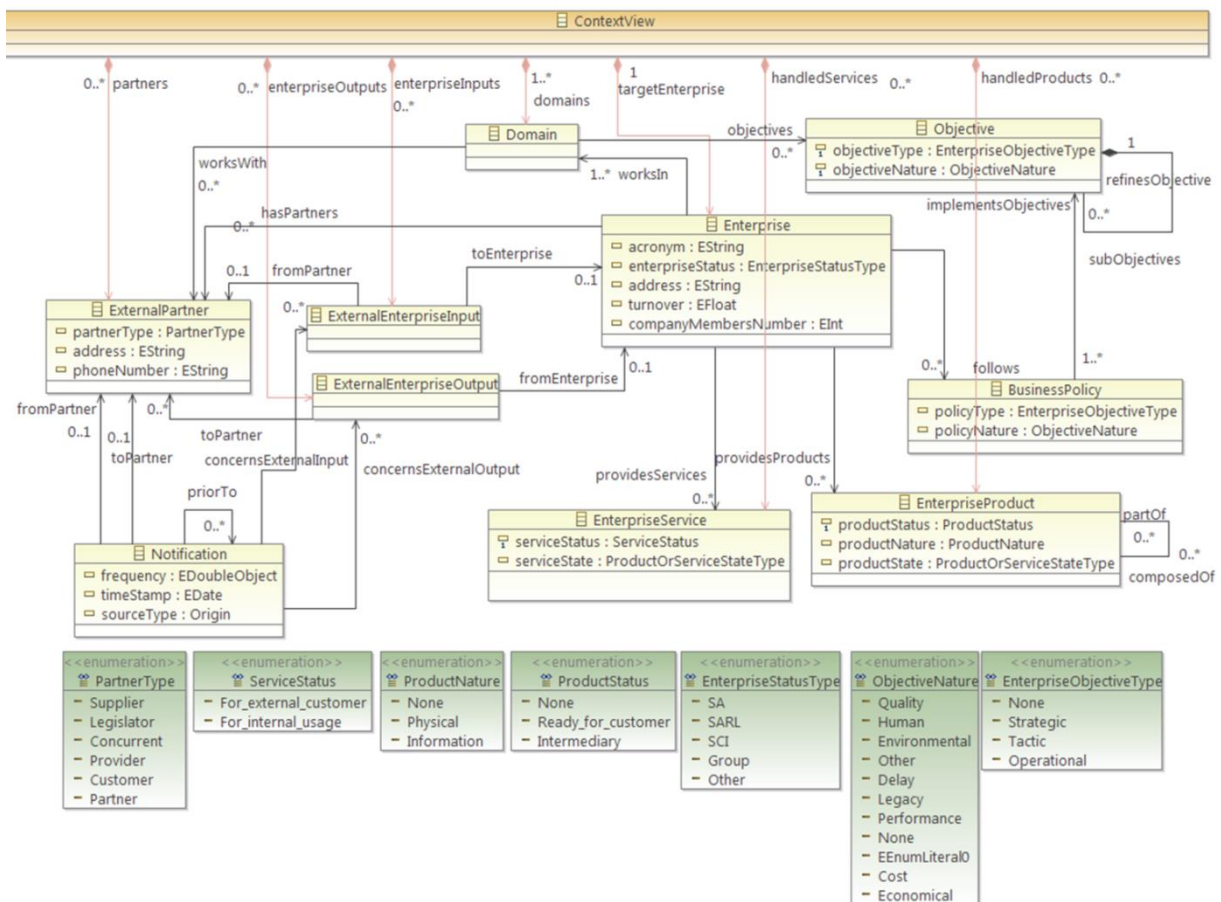 ContextView
0..* partners
0..* enterpriseOutputs
enterpriseInputs
0..*
1..*
domains
1
targetEnterprise
handledServices
0..*
handledProducts 0..*
Domain
objectives
0..*
Objective
objectiveType : EnterpriseObjectiveType
objectiveNature : ObjectiveNature
1
refinesObjective
0..*
subObjectives
worksWith
0..*
1..* worksIn
implementsObjectives
hasPartners
0..*
Enterprise
acronym : EString
enterpriseStatus : EnterpriseStatusType
address : EString
turnover : EFloat
companyMembersNumber : EInt
toEnterprise
0..1
fromPartner
0..1
0..*
ExternalPartner
partnerType : PartnerType
address : EString
phoneNumber : EString
ExternalEnterpriseInput
ExternalEnterpriseOutput
fromEnterprise
0..1
0..*
follows
1..*
BusinessPolicy
policyType : EnterpriseObjectiveType
policyNature : ObjectiveNature
fromPartner
0..1
0..1
toPartner
0..*
toPartner
concernsExternalInput
0..*
concernsExternalOutput
priorTo
0..*
providesServices
0..*
providesProducts
0..*
Notification
frequency : EDoubleObject
timeStamp : EDate
sourceType : Origin
EnterpriseService
serviceStatus : ServiceStatus
serviceState : ProductOrServiceStateType
EnterpriseProduct
productStatus : ProductStatus
productNature : ProductNature
productState : ProductOrServiceStateType
partOf
0..*
0..*
composedOf
<<enumeration>>
PartnerType
Supplier
Legislator
Concurrent
Provider
Customer
Partner
<<enumeration>>
ServiceStatus
For_external_customer
For_internal_usage
<<enumeration>>
ProductNature
None
Physical
Information
<<enumeration>>
ProductStatus
None
Ready_for_customer
Intermediary
<<enumeration>>
EnterpriseStatusType
SA
SARL
SCI
Group
Other
<<enumeration>>
ObjectiveNature
Quality
Human
Environmental
Other
Delay
Legacy
Performance
None
EEnumLiteral0
Cost
Economical
<<enumeration>>
EnterpriseObjectiveType
None
Strategic
Tactic
Operational